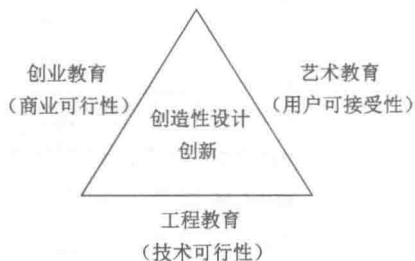 创业教育
(商业可行性)
艺术教育
(用户可接受性)
创造性设计
创新
工程教育
(技术可行性)